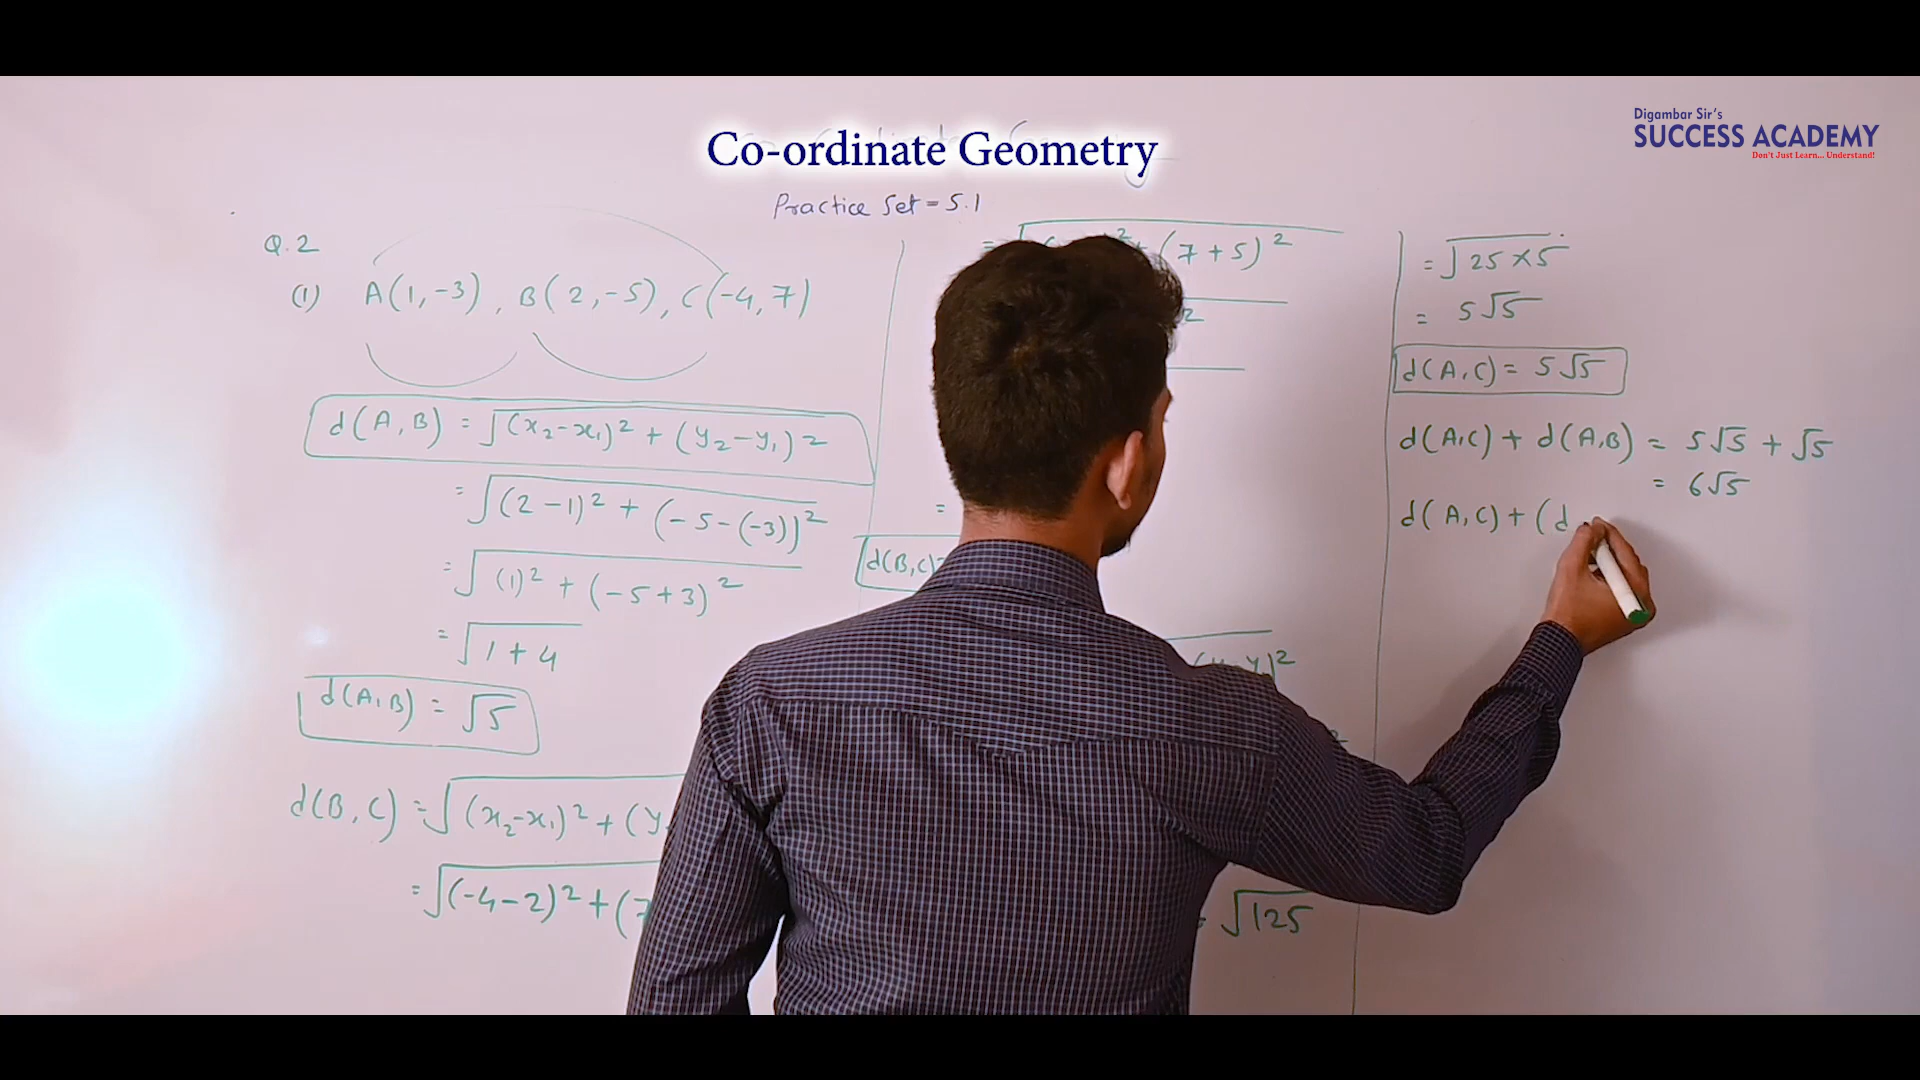 Co-ordinate Geometry
Digambar Sir's
SUCCESS ACADEMY
Don't Just Learn... Understand!
Practice Set = 5.1
Q.2
(1) A(1,-3), B(2,-5), C(-4,7)
d(A,B) = √(x₂-x₁)² + (y₂-y₁)²
= √(2-1)² + (-5-(-3))²
= √(1)² + (-5+3)²
= √1+4
d(A,B) = √5
d(B,C) = √(x₂-x₁)² + (y
= √(-4-2)² + (7
(7+5)²
=
d(B,C)=
)²
= √125
= √25×5
= 5√5
d(A,C) = 5√5
d(A,C) + d(A,B) = 5√5 + √5
= 6√5
d(A,C) + (d